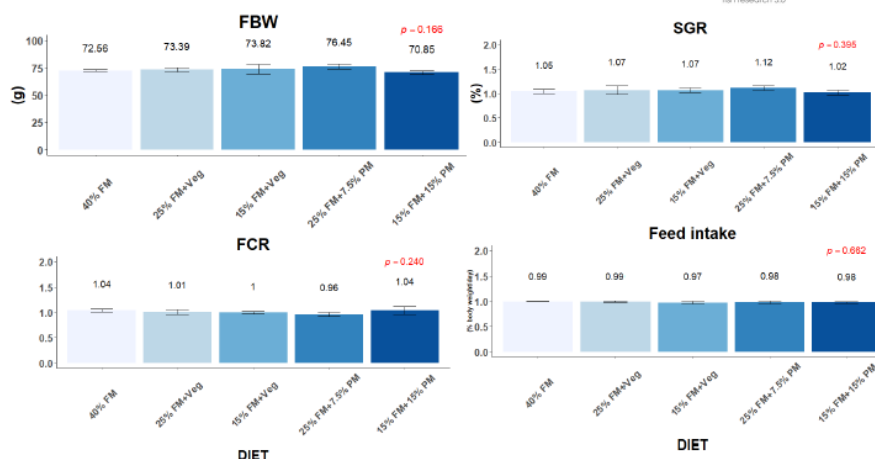 FBW
p = 0.166
72.56 73.39 73.82 76.45 70.85
100
75
50
25
0
(g)
40% FM
25% FM+Veg
15% FM+Veg
25% FM+7.5% PM
15% FM+15% PM
SGR
p = 0.395
1.05 1.07 1.07 1.12 1.02
2.0
1.5
1.0
0.5
0.0
(%)
40% FM
25% FM+Veg
15% FM+Veg
25% FM+7.5% PM
15% FM+15% PM
FCR
p = 0.240
1.04 1.01 1 0.96 1.04
2.0
1.5
1.0
0.5
0.0
40% FM
25% FM+Veg
15% FM+Veg
25% FM+7.5% PM
15% FM+15% PM
DIET
Feed intake
p = 0.662
0.99 0.99 0.97 0.98 0.98
2.0
1.5
1.0
0.5
0.0
(% body weight/day)
40% FM
25% FM+Veg
15% FM+Veg
25% FM+7.5% PM
15% FM+15% PM
DIET